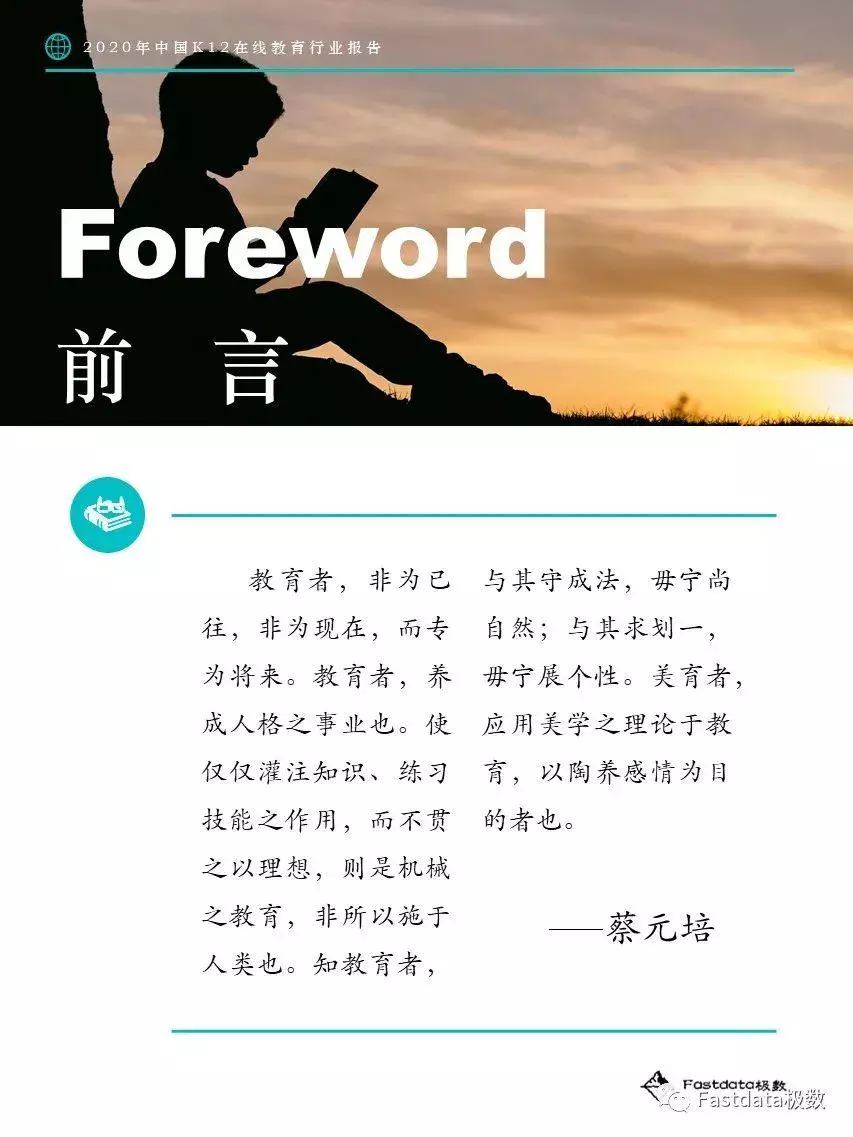 2020年中国K12在线教育行业报告
Foreword
前 言
教育者，非为已
往，非为现在，而专
为将来。教育者，养
成人格之事业也。使
仅仅灌注知识、练习
技能之作用，而不贯
之以理想，则是机械
之教育，非所以施于
人类也。知教育者，
与其守成法，毋宁尚
自然；与其求划一，
毋宁展个性。美育者，
应用美学之理论于教
育，以陶养感情为目
的者也。
——蔡元培
Fastdata极数
Fastdata极数